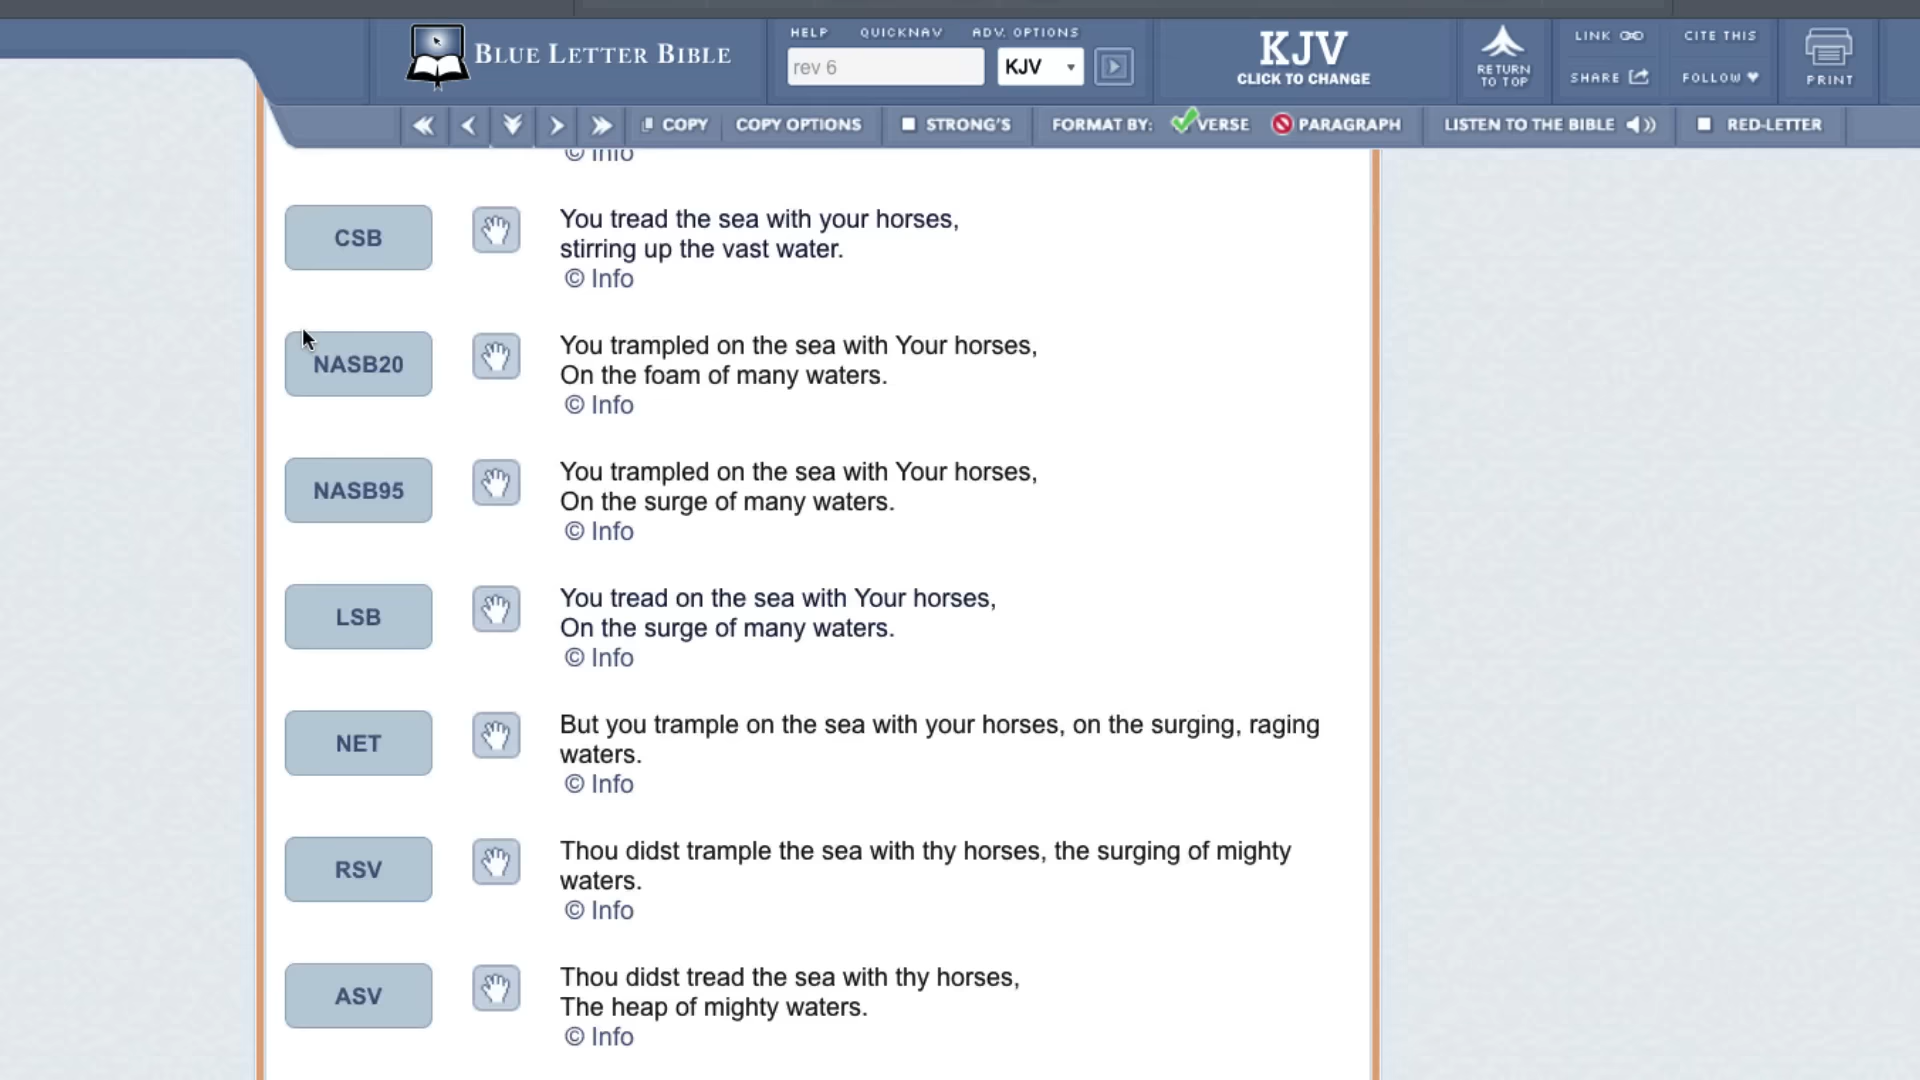 HELP QUICKNAV ADV. OPTIONS
BLUE LETTER BIBLE
rev 6 KJV
KJV
CLICK TO CHANGE
RETURN
TO TOP
LINK CITE THIS
SHARE FOLLOW
PRINT
COPY COPY OPTIONS STRONG'S FORMAT BY: VERSE PARAGRAPH LISTEN TO THE BIBLE RED-LETTER
© Info
CSB
You tread the sea with your horses,
stirring up the vast water.
© Info
NASB20
You trampled on the sea with Your horses,
On the foam of many waters.
© Info
NASB95
You trampled on the sea with Your horses,
On the surge of many waters.
© Info
LSB
You tread on the sea with Your horses,
On the surge of many waters.
© Info
NET
But you trample on the sea with your horses, on the surging, raging
waters.
© Info
RSV
Thou didst trample the sea with thy horses, the surging of mighty
waters.
© Info
ASV
Thou didst tread the sea with thy horses,
The heap of mighty waters.
© Info